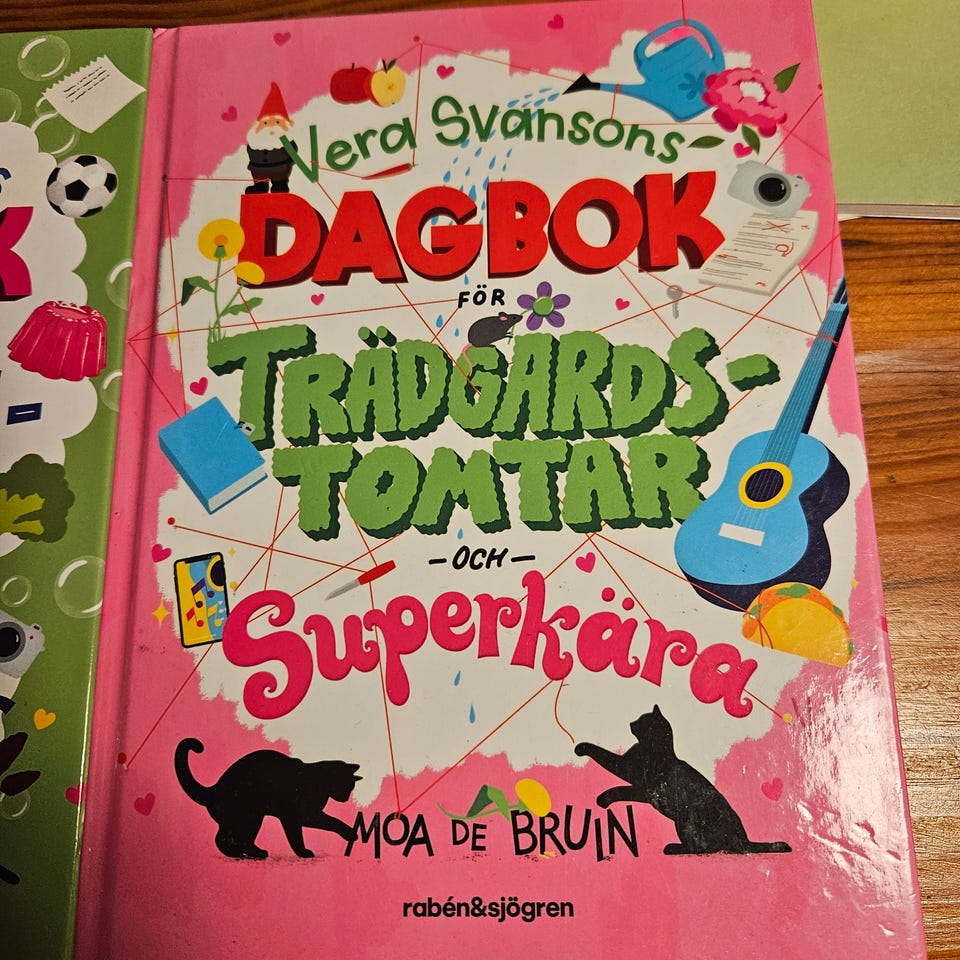 Vera Svansons
DAGBOK
FÖR
TRÄDGÅRDS-
TOMTAR
-OCH-
Superkära
MOA DE BRUIN
rabén&sjögren